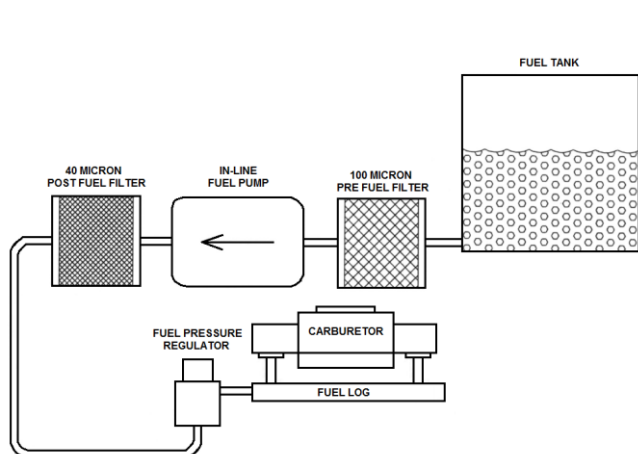 FUEL TANK
40 MICRON
POST FUEL FILTER
IN-LINE
FUEL PUMP
100 MICRON
PRE FUEL FILTER
FUEL PRESSURE
REGULATOR
CARBURETOR
FUEL LOG